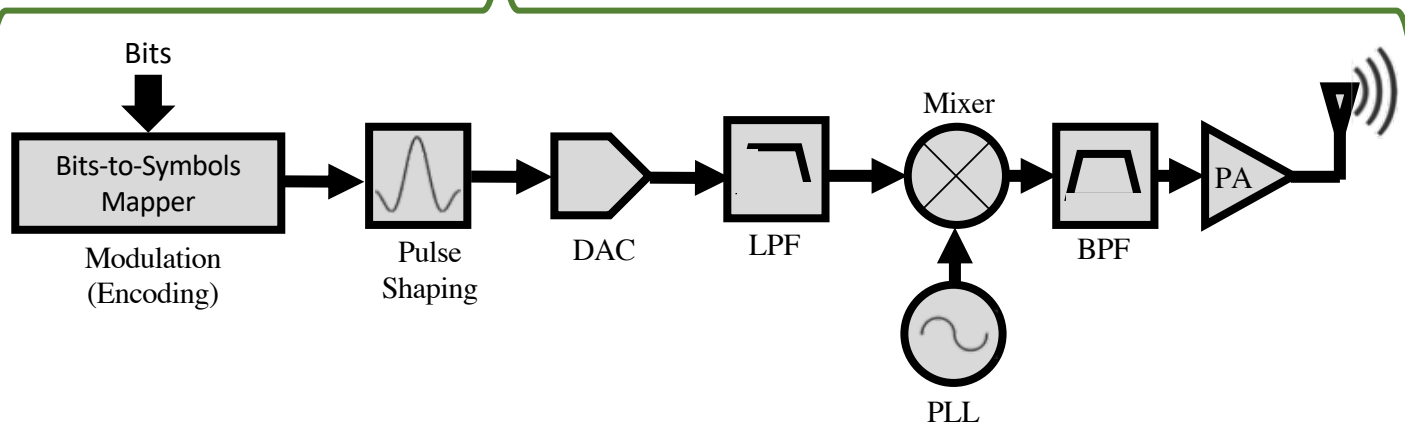 Bits
Bits-to-Symbols
Mapper
Modulation
(Encoding)
Pulse
Shaping
DAC
LPF
Mixer
PLL
BPF
PA